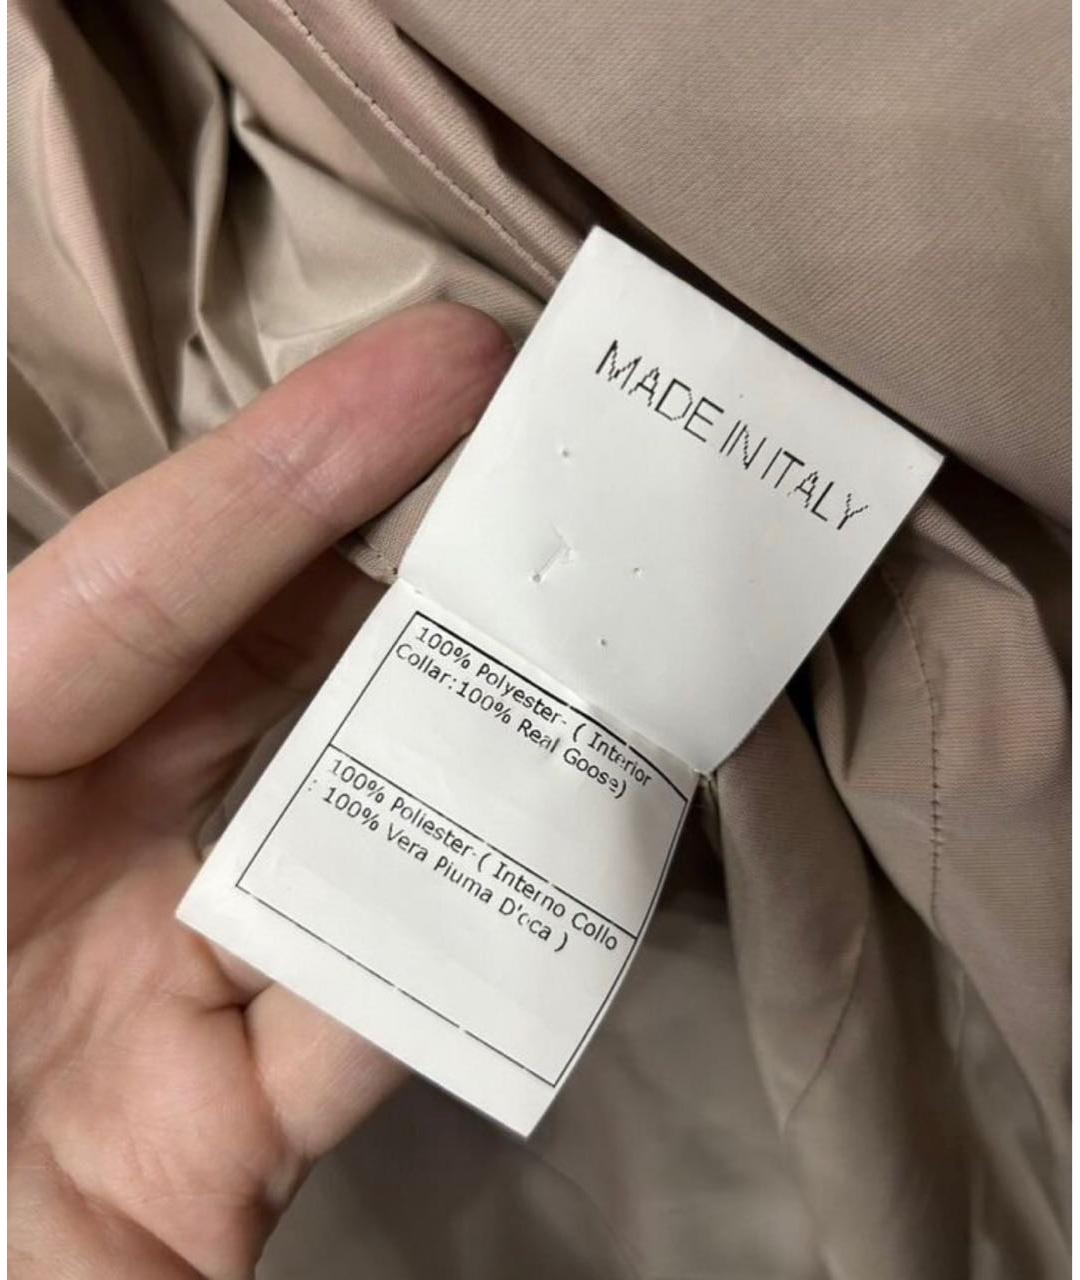 MADE IN ITALY
100% Polyester- ( Interior
Collar:100% Real Goose)
100% Poliester-( Interno Collo
: 100% Vera Piuma D'oca )